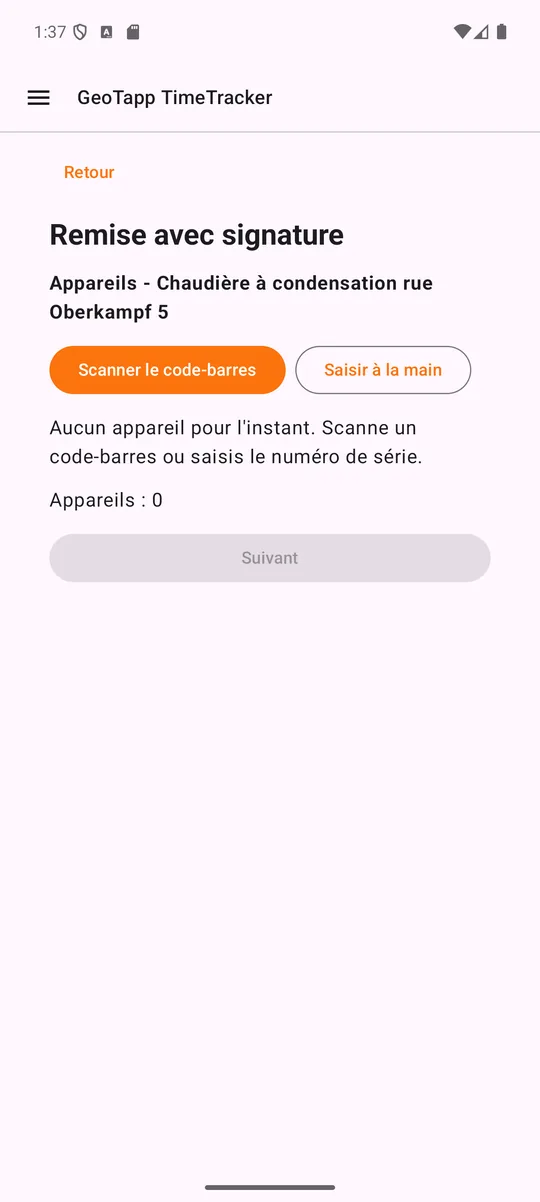 1:37
GeoTapp TimeTracker
Retour
Remise avec signature
Appareils - Chaudière à condensation rue
Oberkampf 5
Scanner le code-barres
Saisir à la main
Aucun appareil pour l'instant. Scanne un
code-barres ou saisis le numéro de série.
Appareils : 0
Suivant